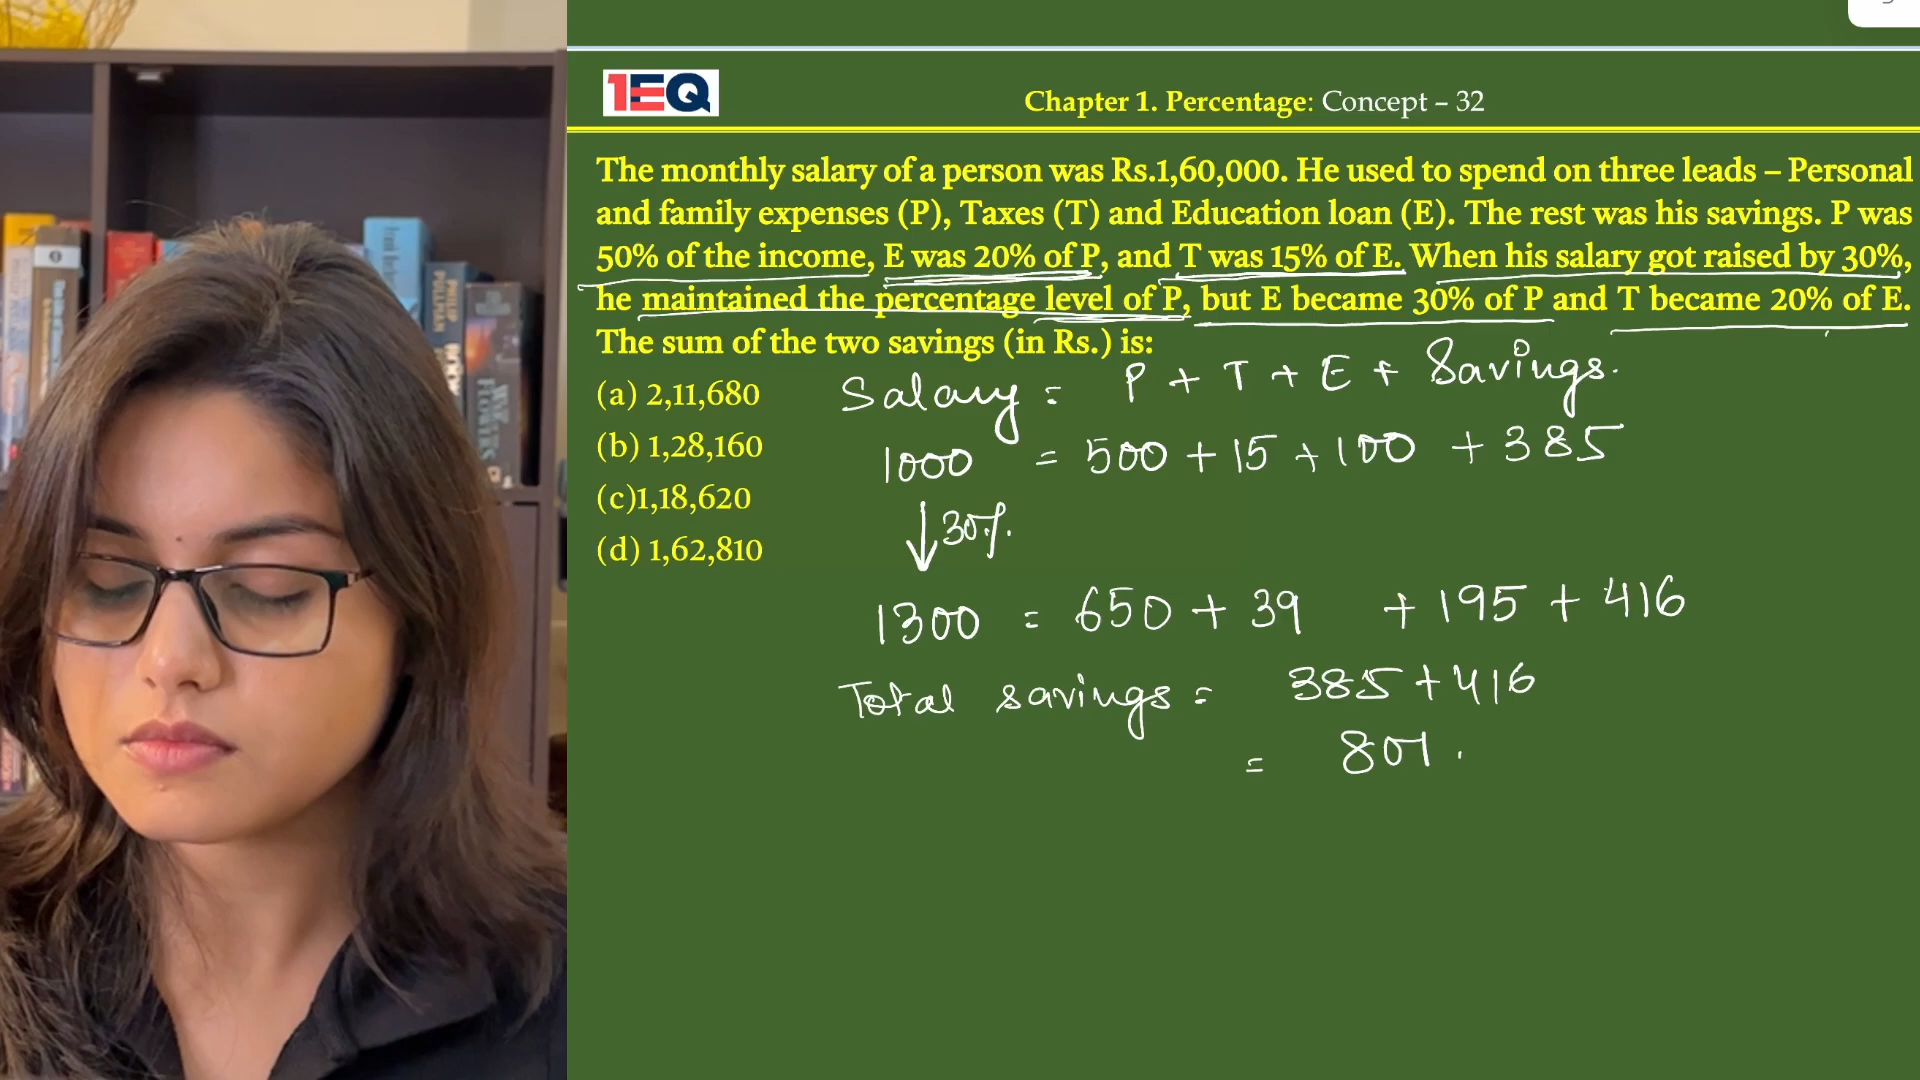 1EQ
Chapter 1. Percentage: Concept – 32
The monthly salary of a person was Rs.1,60,000. He used to spend on three leads – Personal
and family expenses (P), Taxes (T) and Education loan (E). The rest was his savings. P was
50% of the income, E was 20% of P, and T was 15% of E. When his salary got raised by 30%,
he maintained the percentage level of P, but E became 30% of P and T became 20% of E.
The sum of the two savings (in Rs.) is:
(a) 2,11,680
(b) 1,28,160
(c)1,18,620
(d) 1,62,810
Salary = P + T + E + Savings.
1000 = 500 + 15 + 100 + 385
↓30%.
1300 = 650 + 39 + 195 + 416
Total savings = 385 + 416
= 801.